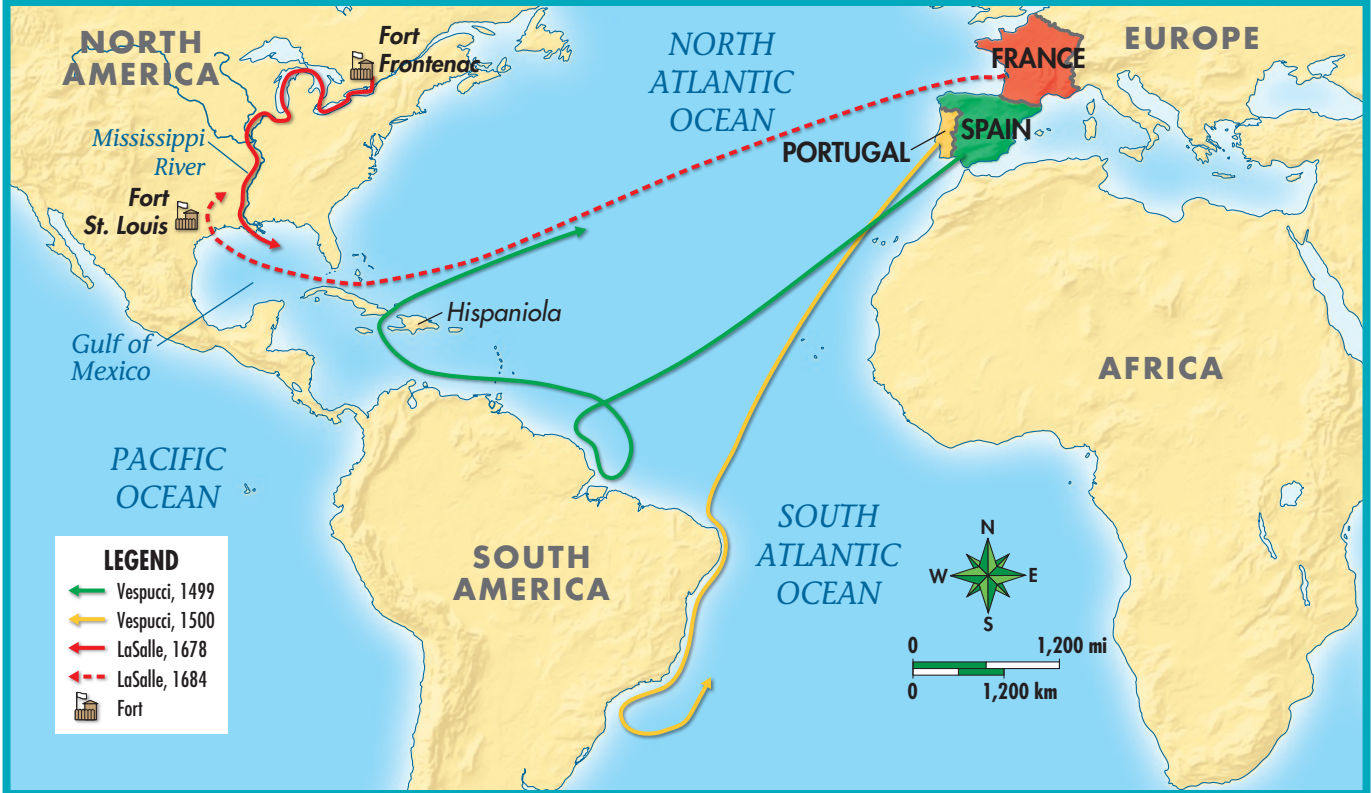 NORTH
AMERICA
Fort
Frontenac
NORTH
ATLANTIC
OCEAN
EUROPE
FRANCE
SPAIN
PORTUGAL
Mississippi
River
Fort
St. Louis
Hispaniola
Gulf of
Mexico
AFRICA
PACIFIC
OCEAN
SOUTH
AMERICA
SOUTH
ATLANTIC
OCEAN
N
W
E
S
0
1,200 mi
0
1,200 km
LEGEND
Vespucci, 1499
Vespucci, 1500
LaSalle, 1678
LaSalle, 1684
Fort